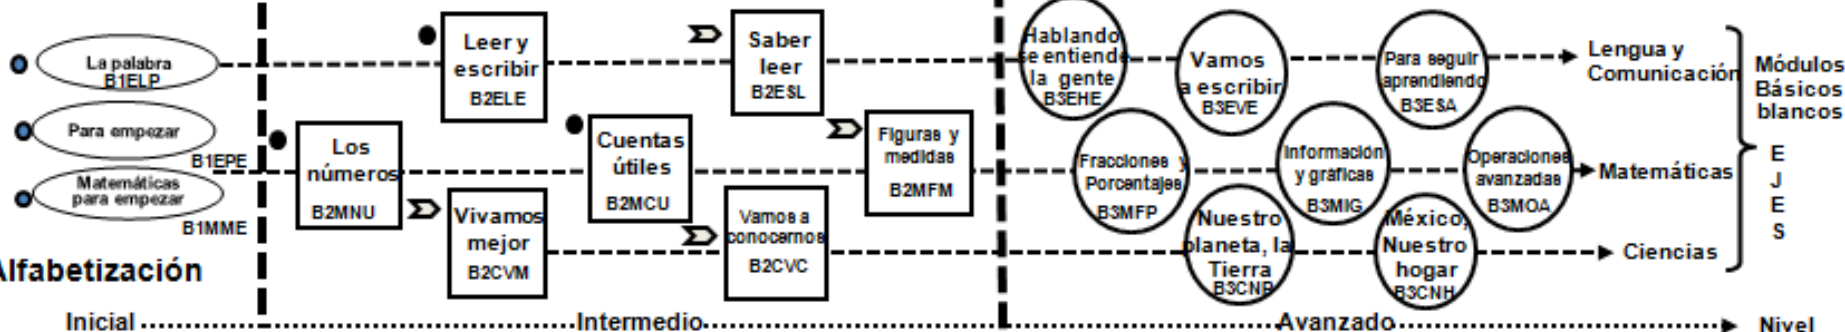 La palabra
B1ELP
Para empezar
B1EPE
Matemáticas
para empezar
B1MME
Alfabetización
Leer y
escribir
B2ELE
Saber
leer
B2ESL
Los
números
B2MNU
Cuentas
útiles
B2MCU
Figuras y
medidas
B2MFM
Vivamos
mejor
B2CVM
Vamos a
conocernos
B2CVC
Hablando
se entiende
la gente
B3EHE
Vamos
a escribir
B3EVE
Para seguir
aprendiendo
B3ESA
Lengua y
Comunicación
Fracciones y
Porcentajes
B3MFP
Información
y gráficas
B3MIG
Operaciones
avanzadas
B3MOA
Matemáticas
Nuestro
planeta, la
Tierra
B3CNP
México,
Nuestro
hogar
B3CNH
Ciencias
Módulos
Básicos
blancos
E
J
E
S
Inicial
Intermedio
Avanzado
Nivel